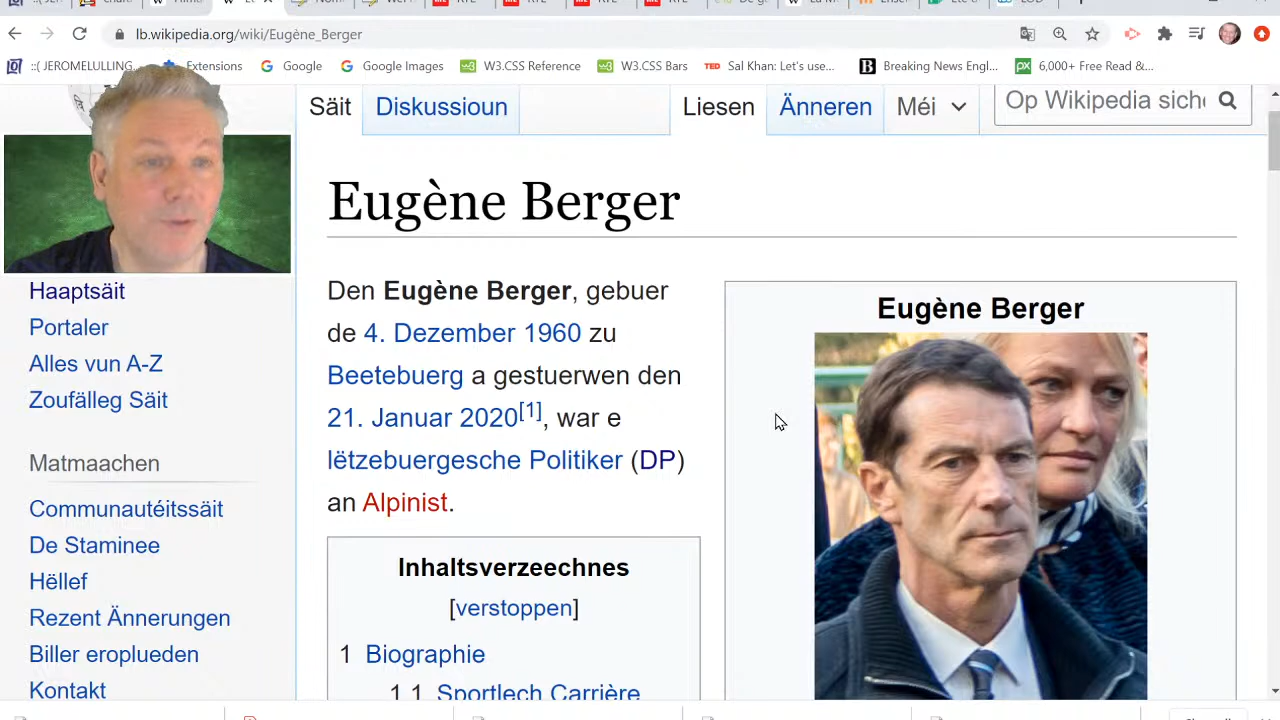 lb.wikipedia.org/wiki/Eugène_Berger
::( JEROMELULLING. Extensions Google Google Images W3.CSS Reference W3.CSS Bars TED Sal Khan: Let's use... B Breaking News Engl... px 6,000+ Free Read &...
Säit Diskussioun Liesen Änneren Méi Op Wikipedia siche
Eugène Berger
Haaptsäit
Portaler
Alles vun A-Z
Zoufälleg Säit
Matmaachen
Communautéitssäit
De Staminee
Hëllef
Rezent Ännerungen
Biller eroplueden
Kontakt
Den Eugène Berger, gebuer
de 4. Dezember 1960 zu
Beetebuerg a gestuerwen den
21. Januar 2020[1], war e
lëtzebuergesche Politiker (DP)
an Alpinist.
Inhaltsverzeechnes
[verstoppen]
1 Biographie
1.1 Sportlech Carrière
Eugène Berger